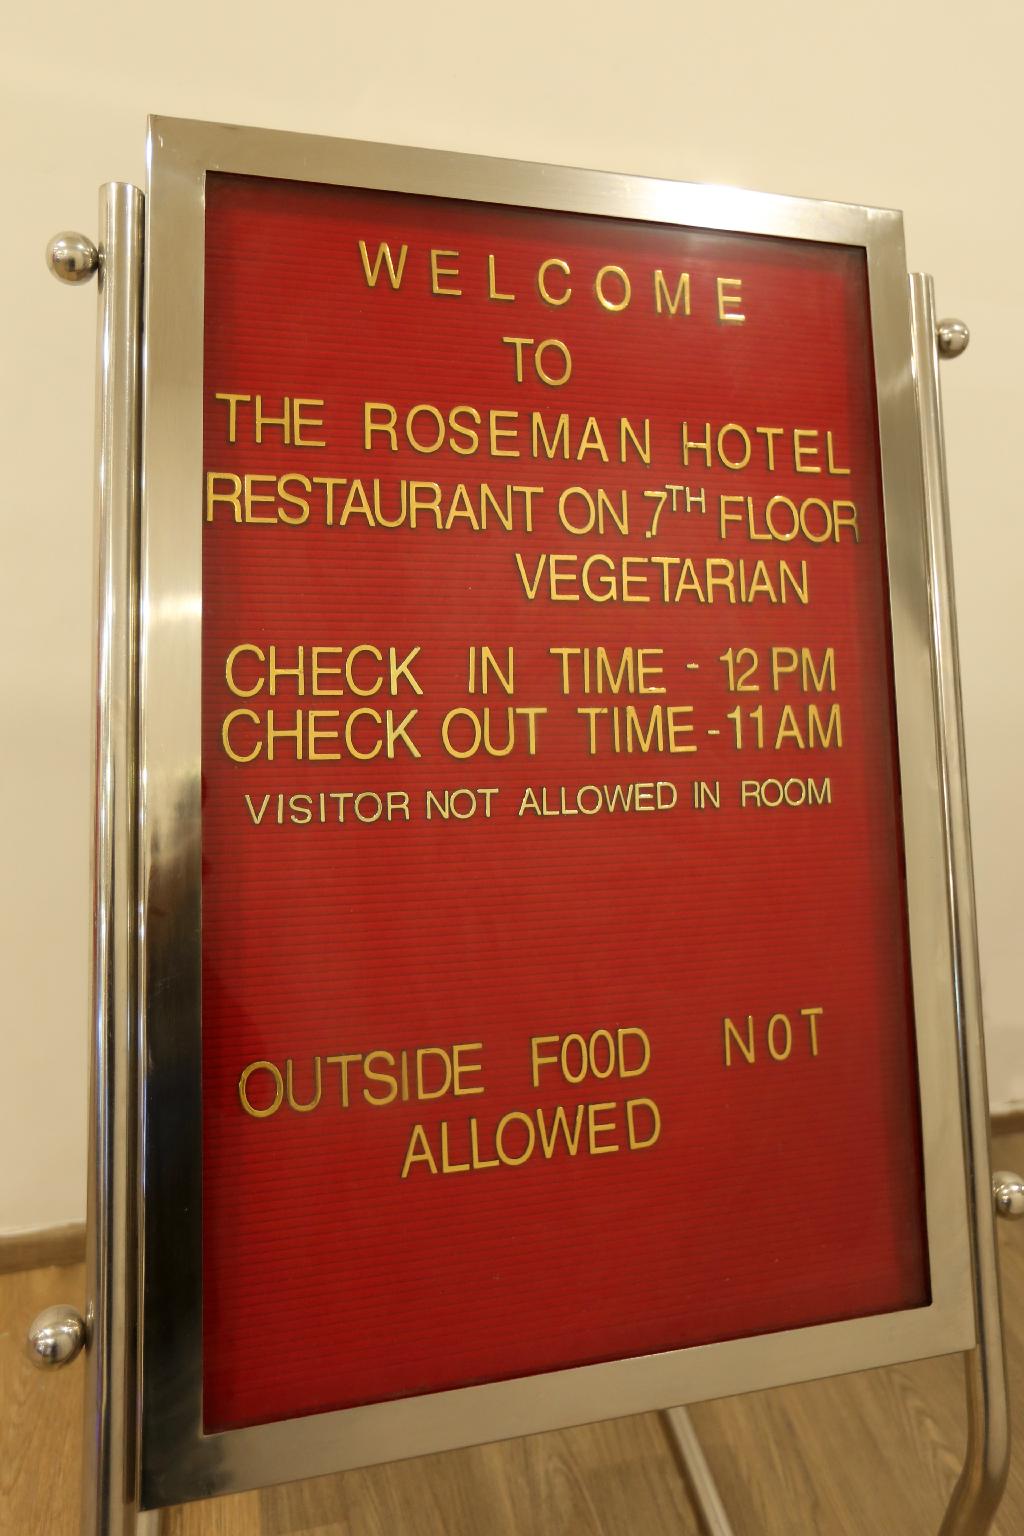 WELCOME
TO
THE ROSEMAN HOTEL
RESTAURANT ON 7TH FLOOR
VEGETARIAN
CHECK IN TIME - 12 PM
CHECK OUT TIME - 11 AM
VISITOR NOT ALLOWED IN ROOM
OUTSIDE FOOD NOT
ALLOWED